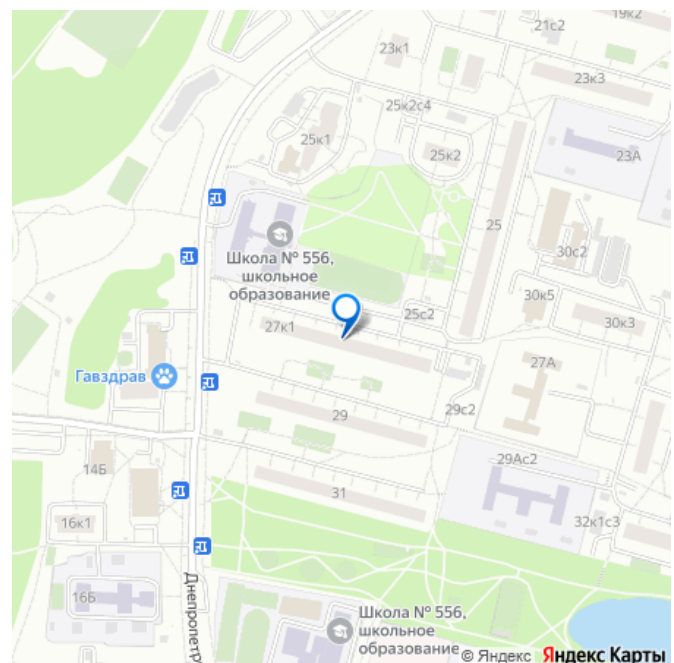 21с2
19к2
23к1
23к3
25к2с4
25к1
25к2
23А
25
Школа № 556,
школьное
образование
30с2
30к5
25с2
30к3
27к1
27А
Гавздрав
29
29с2
14Б
29Ас2
31
16к1
32к1с3
16Б
Днепропетр
Школа № 556,
школьное
образование
© Яндекс Яндекс Карты